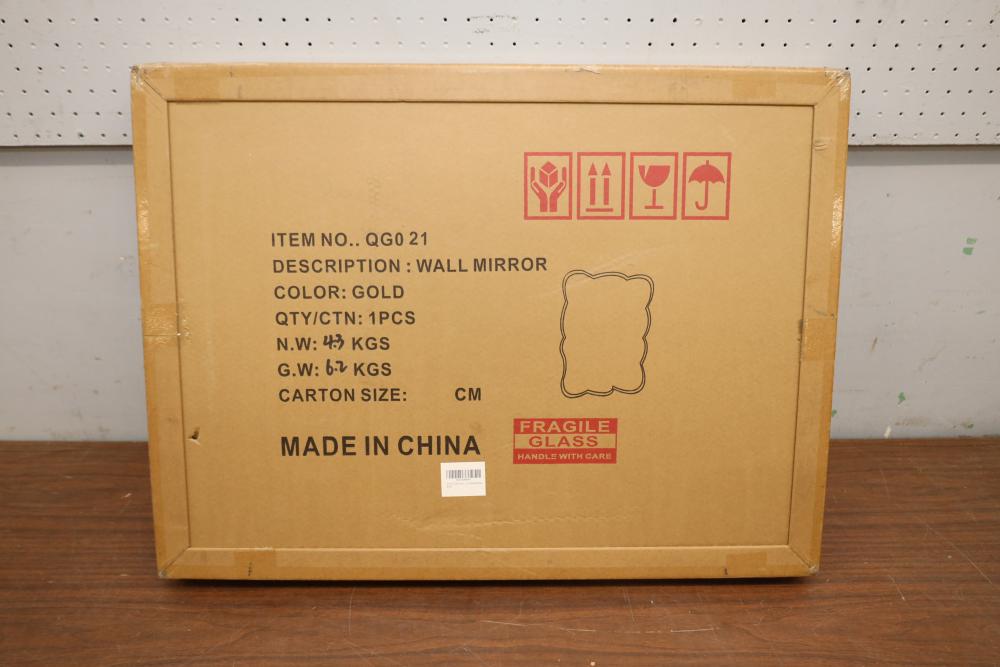 ITEM NO.. QG0 21
DESCRIPTION : WALL MIRROR
COLOR: GOLD
QTY/CTN: 1PCS
N.W: 4.3 KGS
G.W: 6.2 KGS
CARTON SIZE: CM
MADE IN CHINA
FRAGILE
GLASS
HANDLE WITH CARE